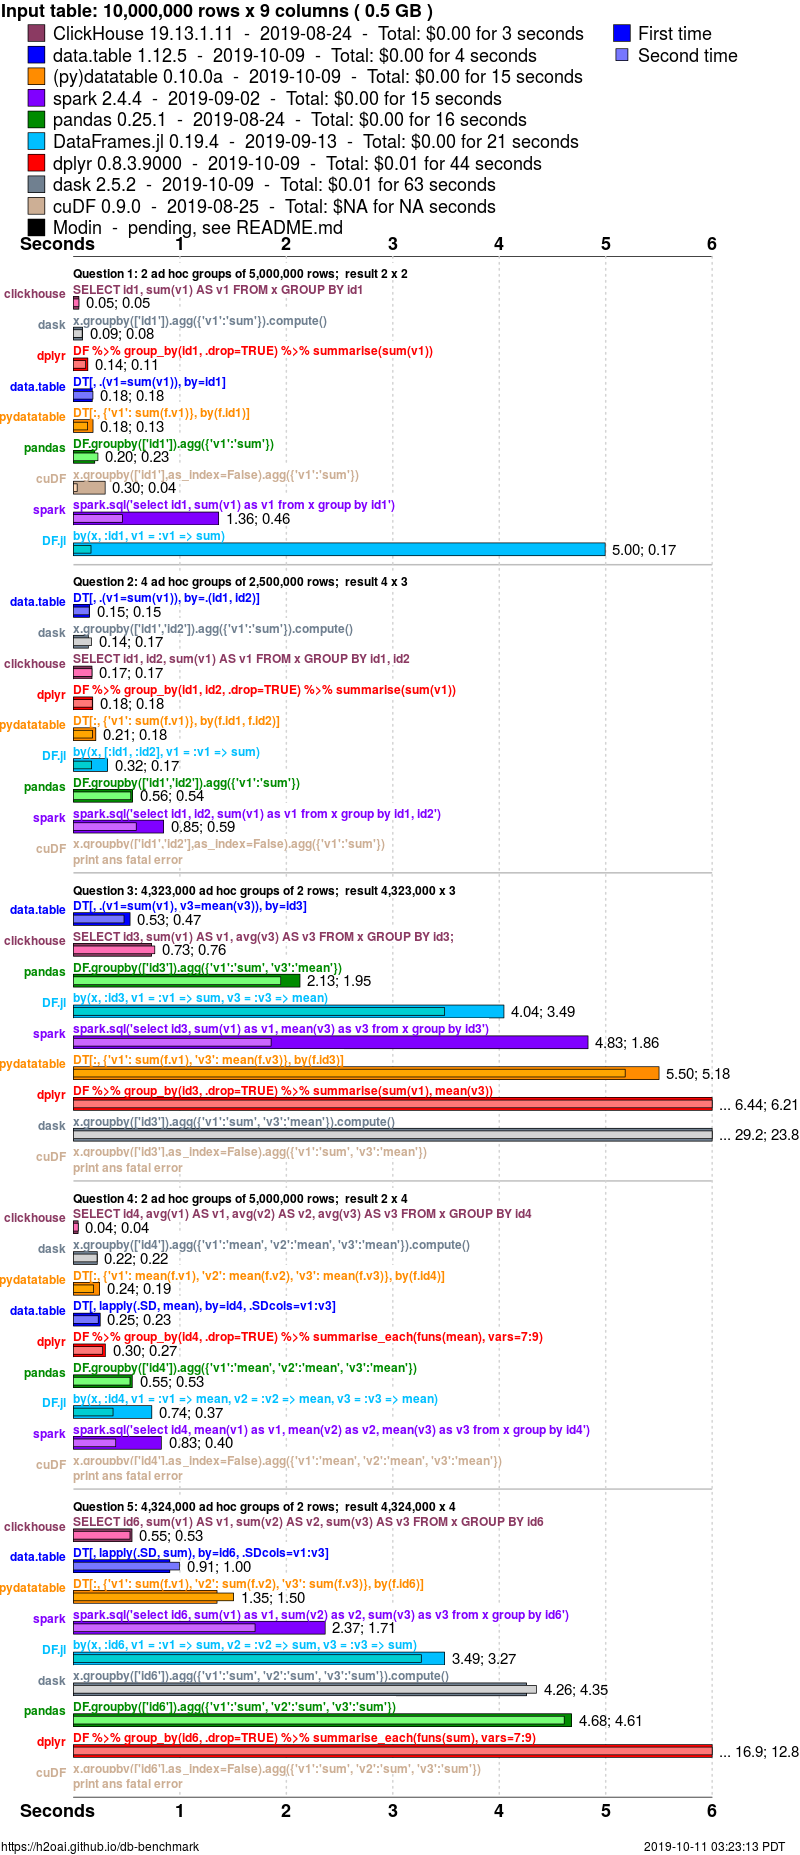 Input table: 10,000,000 rows x 9 columns ( 0.5 GB )
ClickHouse 19.13.1.11 - 2019-08-24 - Total: $0.00 for 3 seconds
First time
data.table 1.12.5 - 2019-10-09 - Total: $0.00 for 4 seconds
Second time
(py)datatable 0.10.0a - 2019-10-09 - Total: $0.00 for 15 seconds
spark 2.4.4 - 2019-09-02 - Total: $0.00 for 15 seconds
pandas 0.25.1 - 2019-08-24 - Total: $0.00 for 16 seconds
DataFrames.jl 0.19.4 - 2019-09-13 - Total: $0.00 for 21 seconds
dplyr 0.8.3.9000 - 2019-10-09 - Total: $0.01 for 44 seconds
dask 2.5.2 - 2019-10-09 - Total: $0.01 for 63 seconds
cuDF 0.9.0 - 2019-08-25 - Total: $NA for NA seconds
Modin - pending, see README.md
Seconds 1 2 3 4 5 6
Question 1: 2 ad hoc groups of 5,000,000 rows; result 2 x 2
clickhouse SELECT id1, sum(v1) AS v1 FROM x GROUP BY id1
0.05; 0.05
dask x.groupby(['id1']).agg({'v1':'sum'}).compute()
0.09; 0.08
dplyr DF %>% group_by(id1, .drop=TRUE) %>% summarise(sum(v1))
0.14; 0.11
data.table DT[, .(v1=sum(v1)), by=id1]
0.18; 0.18
pydatatable DT[:, {'v1': sum(f.v1)}, by(f.id1)]
0.18; 0.13
pandas DF.groupby(['id1']).agg({'v1':'sum'})
0.20; 0.23
cuDF x.groupby(['id1'],as_index=False).agg({'v1':'sum'})
0.30; 0.04
spark spark.sql('select id1, sum(v1) as v1 from x group by id1')
1.36; 0.46
DF.jl by(x, :id1, v1 = :v1 => sum)
5.00; 0.17
Question 2: 4 ad hoc groups of 2,500,000 rows; result 4 x 3
data.table DT[, .(v1=sum(v1)), by=.(id1, id2)]
0.15; 0.15
dask x.groupby(['id1','id2']).agg({'v1':'sum'}).compute()
0.14; 0.17
clickhouse SELECT id1, id2, sum(v1) AS v1 FROM x GROUP BY id1, id2
0.17; 0.17
dplyr DF %>% group_by(id1, id2, .drop=TRUE) %>% summarise(sum(v1))
0.18; 0.18
pydatatable DT[:, {'v1': sum(f.v1)}, by(f.id1, f.id2)]
0.21; 0.18
DF.jl by(x, [:id1, :id2], v1 = :v1 => sum)
0.32; 0.17
pandas DF.groupby(['id1','id2']).agg({'v1':'sum'})
0.56; 0.54
spark spark.sql('select id1, id2, sum(v1) as v1 from x group by id1, id2')
0.85; 0.59
cuDF x.groupby(['id1','id2'],as_index=False).agg({'v1':'sum'})
print ans fatal error
Question 3: 4,323,000 ad hoc groups of 2 rows; result 4,323,000 x 3
data.table DT[, .(v1=sum(v1), v3=mean(v3)), by=id3]
0.53; 0.47
clickhouse SELECT id3, sum(v1) AS v1, avg(v3) AS v3 FROM x GROUP BY id3;
0.73; 0.76
pandas DF.groupby(['id3']).agg({'v1':'sum', 'v3':'mean'})
2.13; 1.95
DF.jl by(x, :id3, v1 = :v1 => sum, v3 = :v3 => mean)
4.04; 3.49
spark spark.sql('select id3, sum(v1) as v1, mean(v3) as v3 from x group by id3')
4.83; 1.86
pydatatable DT[:, {'v1': sum(f.v1), 'v3': mean(f.v3)}, by(f.id3)]
5.50; 5.18
dplyr DF %>% group_by(id3, .drop=TRUE) %>% summarise(sum(v1), mean(v3))
... 6.44; 6.21
dask x.groupby(['id3']).agg({'v1':'sum', 'v3':'mean'}).compute()
... 29.2; 23.8
cuDF x.groupby(['id3'],as_index=False).agg({'v1':'sum', 'v3':'mean'})
print ans fatal error
Question 4: 2 ad hoc groups of 5,000,000 rows; result 2 x 4
clickhouse SELECT id4, avg(v1) AS v1, avg(v2) AS v2, avg(v3) AS v3 FROM x GROUP BY id4
0.04; 0.04
dask x.groupby(['id4']).agg({'v1':'mean', 'v2':'mean', 'v3':'mean'}).compute()
0.22; 0.22
pydatatable DT[:, {'v1': mean(f.v1), 'v2': mean(f.v2), 'v3': mean(f.v3)}, by(f.id4)]
0.24; 0.19
data.table DT[, lapply(.SD, mean), by=id4, .SDcols=v1:v3]
0.25; 0.23
dplyr DF %>% group_by(id4, .drop=TRUE) %>% summarise_each(funs(mean), vars=7:9)
0.30; 0.27
pandas DF.groupby(['id4']).agg({'v1':'mean', 'v2':'mean', 'v3':'mean'})
0.55; 0.53
DF.jl by(x, :id4, v1 = :v1 => mean, v2 = :v2 => mean, v3 = :v3 => mean)
0.74; 0.37
spark spark.sql('select id4, mean(v1) as v1, mean(v2) as v2, mean(v3) as v3 from x group by id4')
0.83; 0.40
cuDF x.groupby(['id4'],as_index=False).agg({'v1':'mean', 'v2':'mean', 'v3':'mean'})
print ans fatal error
Question 5: 4,324,000 ad hoc groups of 2 rows; result 4,324,000 x 4
clickhouse SELECT id6, sum(v1) AS v1, sum(v2) AS v2, sum(v3) AS v3 FROM x GROUP BY id6
0.55; 0.53
data.table DT[, lapply(.SD, sum), by=id6, .SDcols=v1:v3]
0.91; 1.00
pydatatable DT[:, {'v1': sum(f.v1), 'v2': sum(f.v2), 'v3': sum(f.v3)}, by(f.id6)]
1.35; 1.50
spark spark.sql('select id6, sum(v1) as v1, sum(v2) as v2, sum(v3) as v3 from x group by id6')
2.37; 1.71
DF.jl by(x, :id6, v1 = :v1 => sum, v2 = :v2 => sum, v3 = :v3 => sum)
3.49; 3.27
dask x.groupby(['id6']).agg({'v1':'sum', 'v2':'sum', 'v3':'sum'}).compute()
4.26; 4.35
pandas DF.groupby(['id6']).agg({'v1':'sum', 'v2':'sum', 'v3':'sum'})
4.68; 4.61
dplyr DF %>% group_by(id6, .drop=TRUE) %>% summarise_each(funs(sum), vars=7:9)
... 16.9; 12.8
cuDF x.groupby(['id6'],as_index=False).agg({'v1':'sum', 'v2':'sum', 'v3':'sum'})
print ans fatal error
Seconds 1 2 3 4 5 6
https://h2oai.github.io/db-benchmark
2019-10-11 03:23:13 PDT